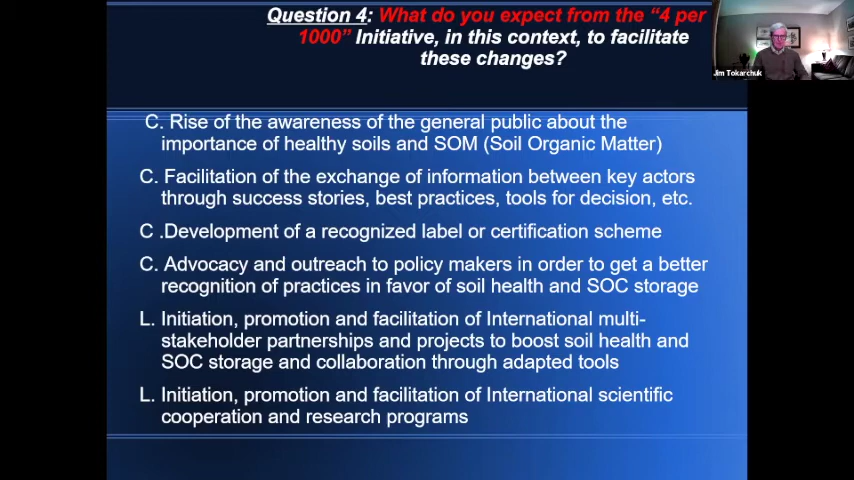 Question 4: What do you expect from the “4 per
1000” Initiative, in this context, to facilitate
these changes?
Jim Tokarchuk
C. Rise of the awareness of the general public about the
importance of healthy soils and SOM (Soil Organic Matter)
C. Facilitation of the exchange of information between key actors
through success stories, best practices, tools for decision, etc.
C .Development of a recognized label or certification scheme
C. Advocacy and outreach to policy makers in order to get a better
recognition of practices in favor of soil health and SOC storage
L. Initiation, promotion and facilitation of International multi-
stakeholder partnerships and projects to boost soil health and
SOC storage and collaboration through adapted tools
L. Initiation, promotion and facilitation of International scientific
cooperation and research programs